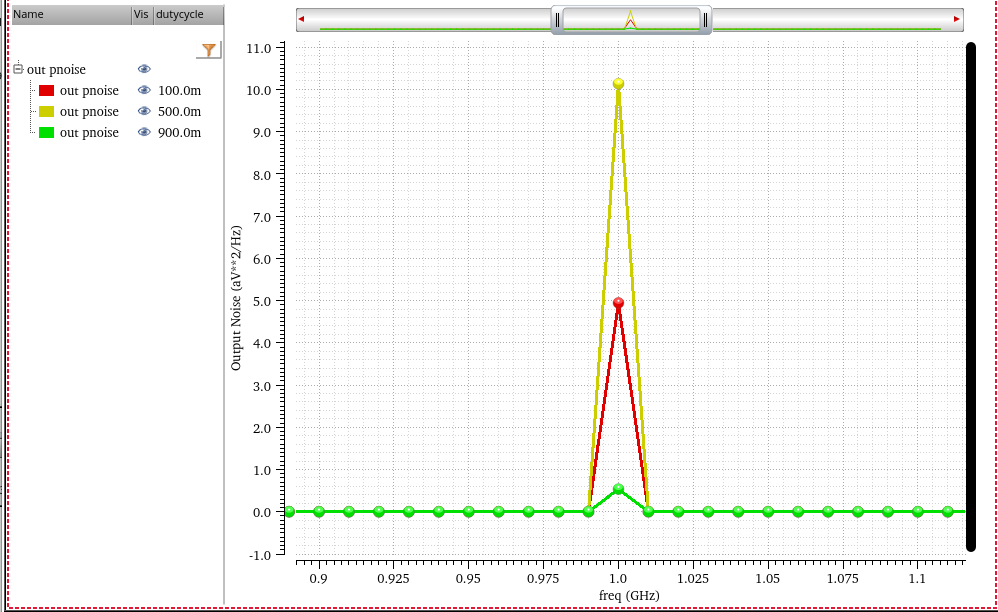 Name Vis dutycycle
out pnoise
out pnoise 100.0m
out pnoise 500.0m
out pnoise 900.0m
11.0
10.0
9.0
8.0
7.0
6.0
5.0
4.0
3.0
2.0
1.0
0.0
-1.0
Output Noise (aV**2/Hz)
0.9 0.925 0.95 0.975 1.0 1.025 1.05 1.075 1.1
freq (GHz)